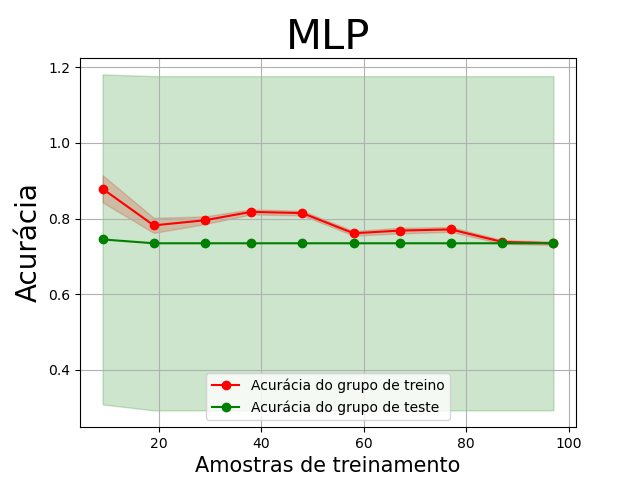 MLP
Acurácia
1.2
1.0
0.8
0.6
0.4
Acurácia do grupo de treino
Acurácia do grupo de teste
20
40
60
80
100
Amostras de treinamento